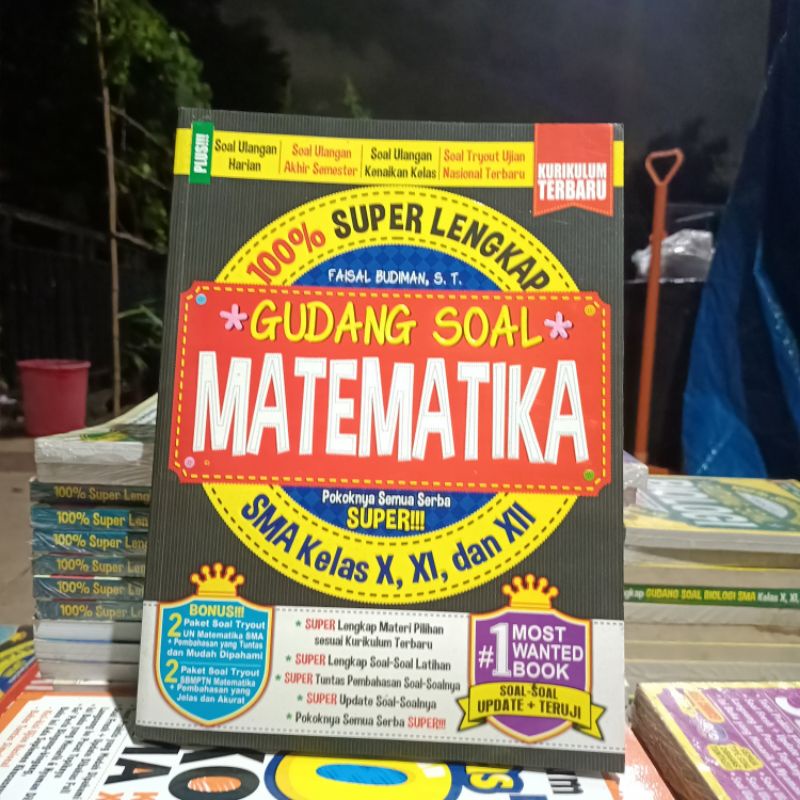 PLUS!!!
Soal Ulangan
Harian
Soal Ulangan
Akhir Semester
Soal Ulangan
Kenaikan Kelas
Soal Tryout Ujian
Nasional Terbaru
KURIKULUM
TERBARU
100% SUPER LENGKAP
FAISAL BUDIMAN, S. T.
GUDANG SOAL
MATEMATIKA
Pokoknya Semua Serba
SUPER!!!
SMA Kelas X, XI, dan XII
BONUS!!!
2 Paket Soal Tryout
UN Matematika SMA
+ Pembahasan yang Tuntas
dan Mudah Dipahami
2 Paket Soal Tryout
SBMPTN Matematika
+ Pembahasan yang
Jelas dan Akurat
* SUPER Lengkap Materi Pilihan
sesuai Kurikulum Terbaru
* SUPER Lengkap Soal-Soal Latihan
* SUPER Tuntas Pembahasan Soal-Soalnya
* SUPER Update Soal-Soalnya
* Pokoknya Semua Serba SUPER!!!
#1 MOST
WANTED
BOOK
SOAL-SOAL
UPDATE + TERUJI
100% Super Leng
100% Super Len
100% Super Len
100% Super Len
100% Super Len
100% Super Len
gkap GUDANG SOAL BIOLOGI SMA Kelas X, XI,